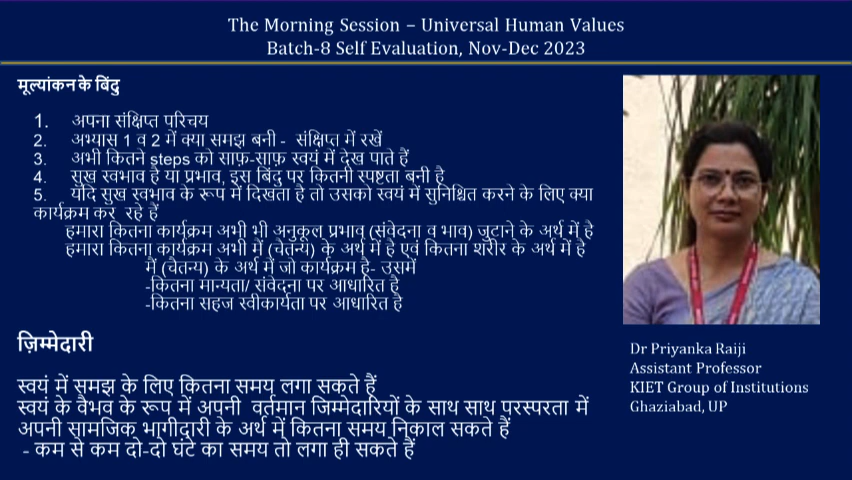 The Morning Session – Universal Human Values
Batch-8 Self Evaluation, Nov-Dec 2023
मूल्यांकन के बिंदु
1. अपना संक्षिप्त परिचय
2. अभ्यास 1 व 2 में क्या समझ बनी - संक्षिप्त में रखें
3. अभी कितने steps को साफ़-साफ़ स्वयं में देख पाते हैं
4. सुख स्वभाव है या प्रभाव, इस बिंदु पर कितनी स्पष्टता बनी है
5. यदि सुख स्वभाव के रूप में दिखता है तो उसको स्वयं में सुनिश्चित करने के लिए क्या
कार्यक्रम कर रहे हैं
हमारा कितना कार्यक्रम अभी भी अनुकूल प्रभाव (संवेदना व भाव) जुटाने के अर्थ में है
हमारा कितना कार्यक्रम अभी में (चेतन्य) के अर्थ में है एवं कितना शरीर के अर्थ में है
मैं (चैतन्य) के अर्थ में जो कार्यक्रम है- उसमें
-कितना मान्यता/ संवेदना पर आधारित है
-कितना सहज स्वीकार्यता पर आधारित है
ज़िम्मेदारी
स्वयं में समझ के लिए कितना समय लगा सकते हैं
स्वयं के वैभव के रूप में अपनी वर्तमान जिम्मेदारियों के साथ साथ परस्परता में
अपनी सामजिक भागीदारी के अर्थ में कितना समय निकाल सकते हैं
- कम से कम दो-दो घंटे का समय तो लगा ही सकते हैं
Dr Priyanka Raiji
Assistant Professor
KIET Group of Institutions
Ghaziabad, UP